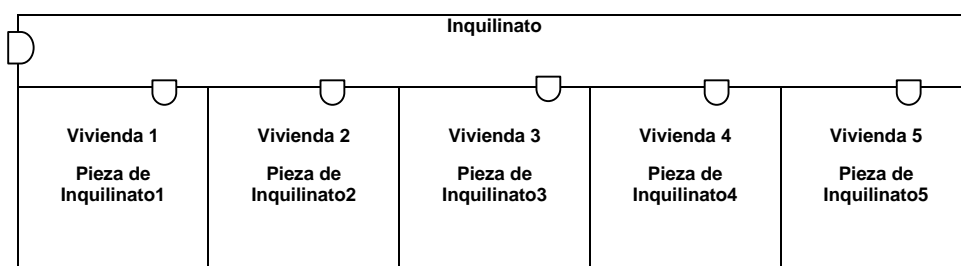 Inquilinato
Vivienda 1
Pieza de
Inquilinato1
Vivienda 2
Pieza de
Inquilinato2
Vivienda 3
Pieza de
Inquilinato3
Vivienda 4
Pieza de
Inquilinato4
Vivienda 5
Pieza de
Inquilinato5